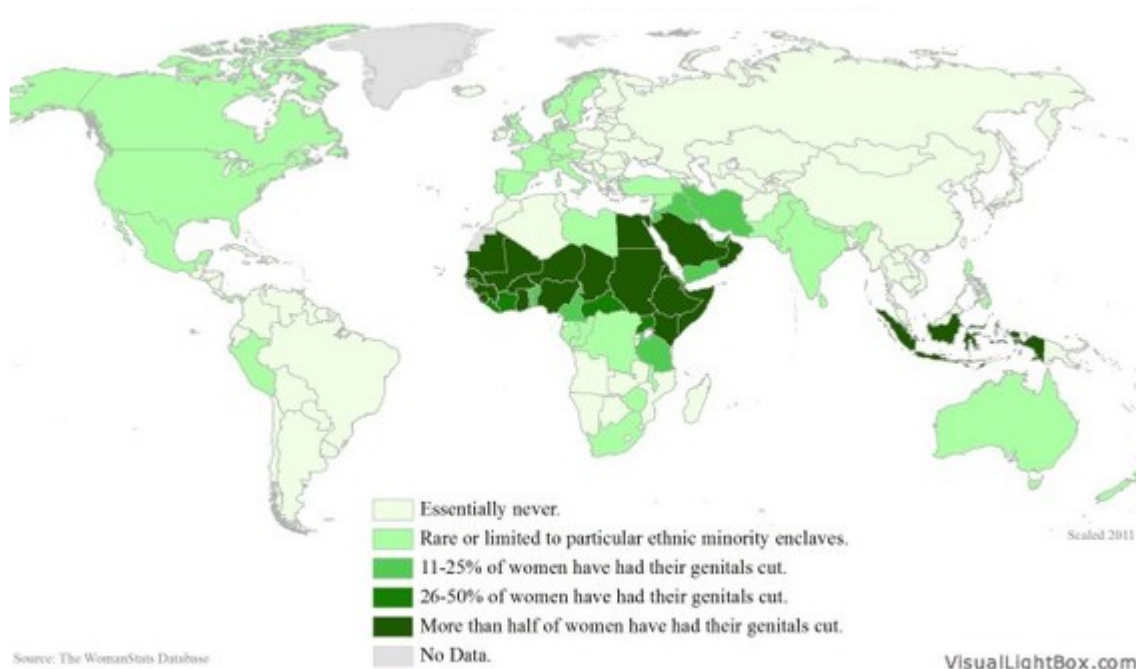 Essentially never.
Rare or limited to particular ethnic minority enclaves.
Scaled 2011
11-25% of women have had their genitals cut.
26-50% of women have had their genitals cut.
More than half of women have had their genitals cut.
No Data.
Source: The WomanStats Database
VisualLightBox.com